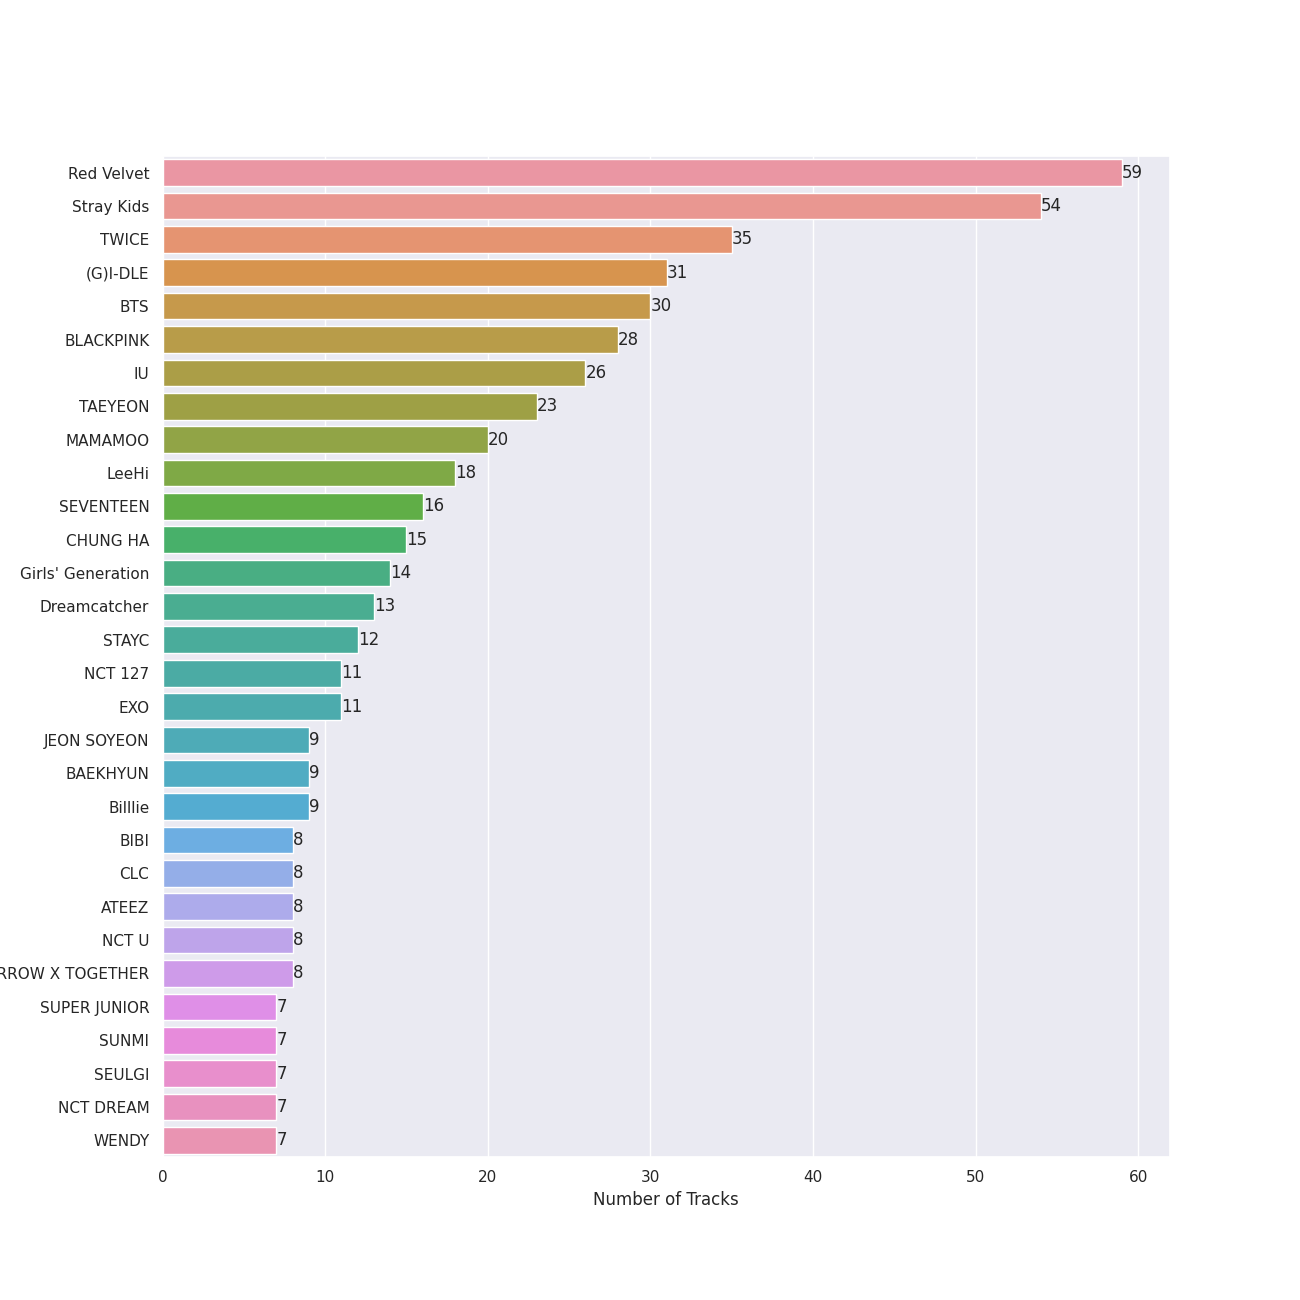 Red Velvet 59
Stray Kids 54
TWICE 35
(G)I-DLE 31
BTS 30
BLACKPINK 28
IU 26
TAEYEON 23
MAMAMOO 20
LeeHi 18
SEVENTEEN 16
CHUNG HA 15
Girls' Generation 14
Dreamcatcher 13
STAYC 12
NCT 127 11
EXO 11
JEON SOYEON 9
BAEKHYUN 9
Billlie 9
BIBI 8
CLC 8
ATEEZ 8
NCT U 8
RROW X TOGETHER 8
SUPER JUNIOR 7
SUNMI 7
SEULGI 7
NCT DREAM 7
WENDY 7
0 10 20 30 40 50 60
Number of Tracks